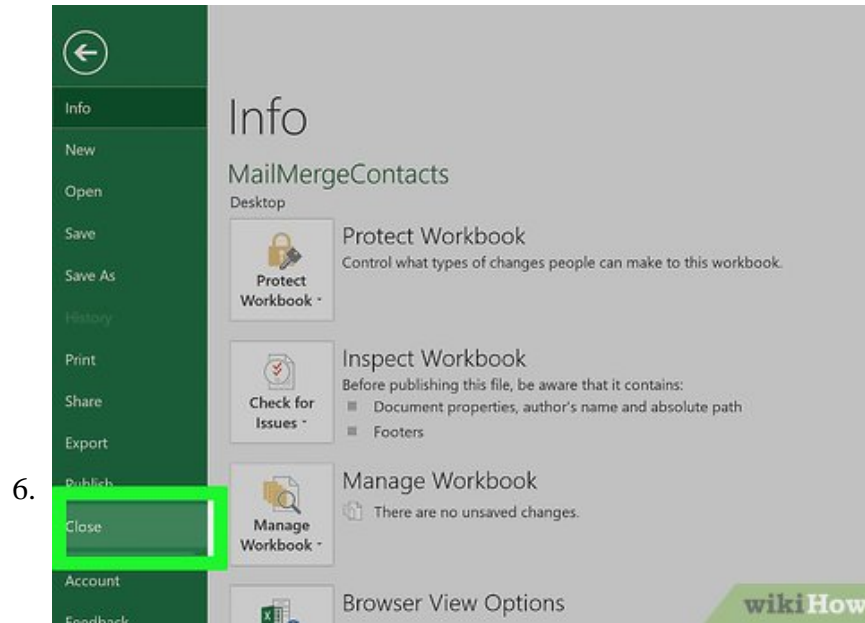 Info
New
Open
Save
Save As
History
Print
Share
Export
Publish
Close
Account
Feedback
Info
MailMergeContacts
Desktop
Protect Workbook
Protect Workbook
Control what types of changes people can make to this workbook.
Check for Issues
Inspect Workbook
Before publishing this file, be aware that it contains:
Document properties, author's name and absolute path
Footers
Manage Workbook
Manage Workbook
There are no unsaved changes.
Browser View Options
6.
wikiHow